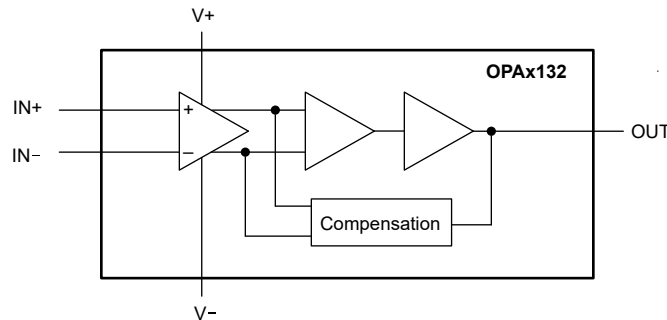 V+
OPAx132
IN+
+
OUT
IN−
−
Compensation
V−